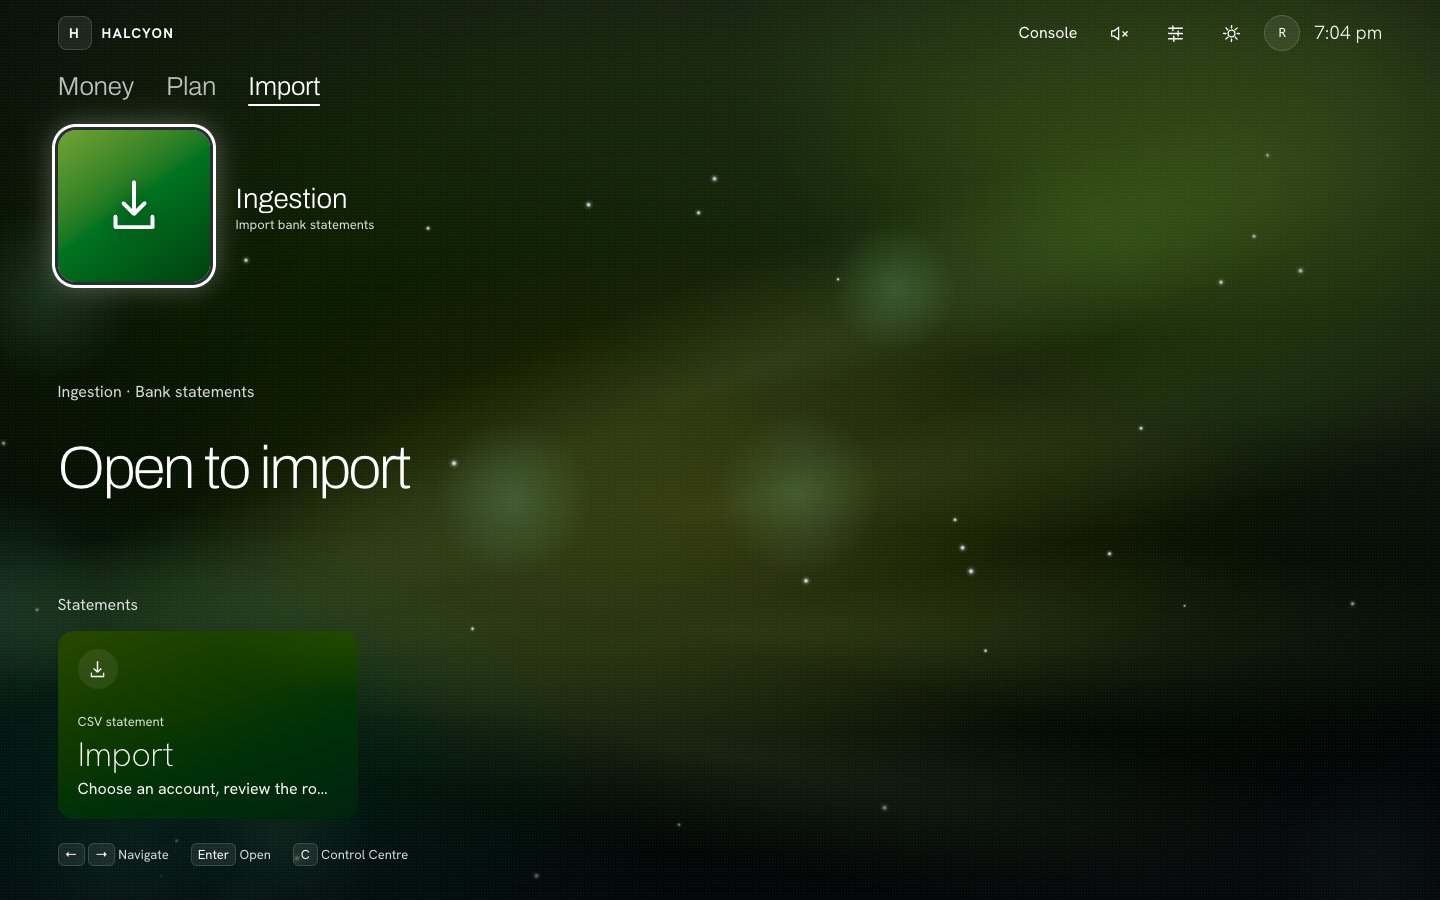 H HALCYON
Console R 7:04 pm
Money Plan Import
Ingestion
Import bank statements
Ingestion · Bank statements
Open to import
Statements
CSV statement
Import
Choose an account, review the ro...
← → Navigate Enter Open C Control Centre